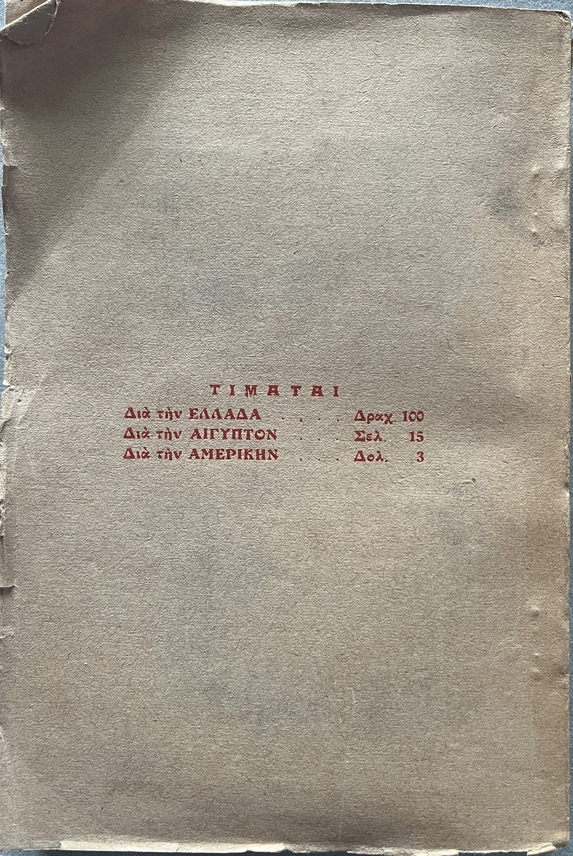 ΤΙΜΑΤΑΙ
Διὰ τὴν ΕΛΛΑΔΑ . . Δραχ. 100
Διὰ τὴν ΑΙΓΥΠΤΟΝ . . . Σελ. 15
Διὰ τὴν ΑΜΕΡΙΚΗΝ . . . Δολ. 3